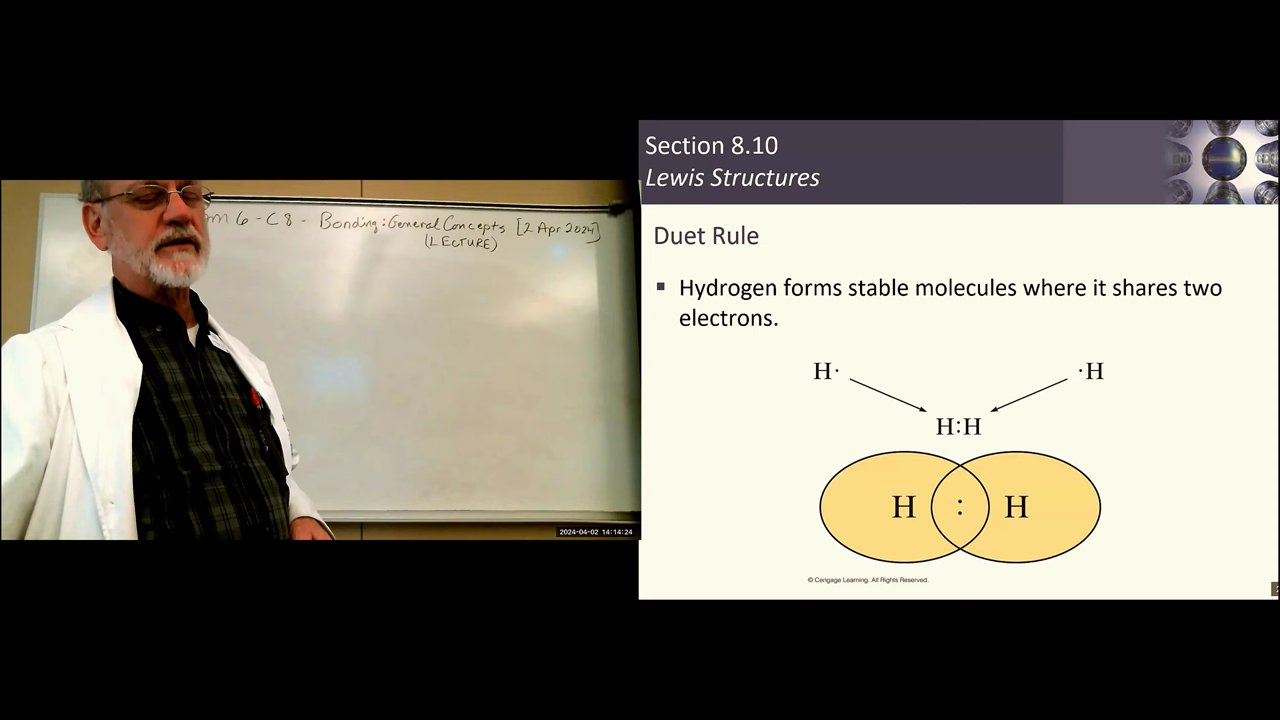 m 6 - C 8 - Bonding : General Concepts [2 Apr 2024]
(LECTURE)
2024-04-02 14:14:24
Section 8.10
Lewis Structures
Duet Rule
▪ Hydrogen forms stable molecules where it shares two
electrons.
H· ·H
H:H
H : H
© Cengage Learning. All Rights Reserved.